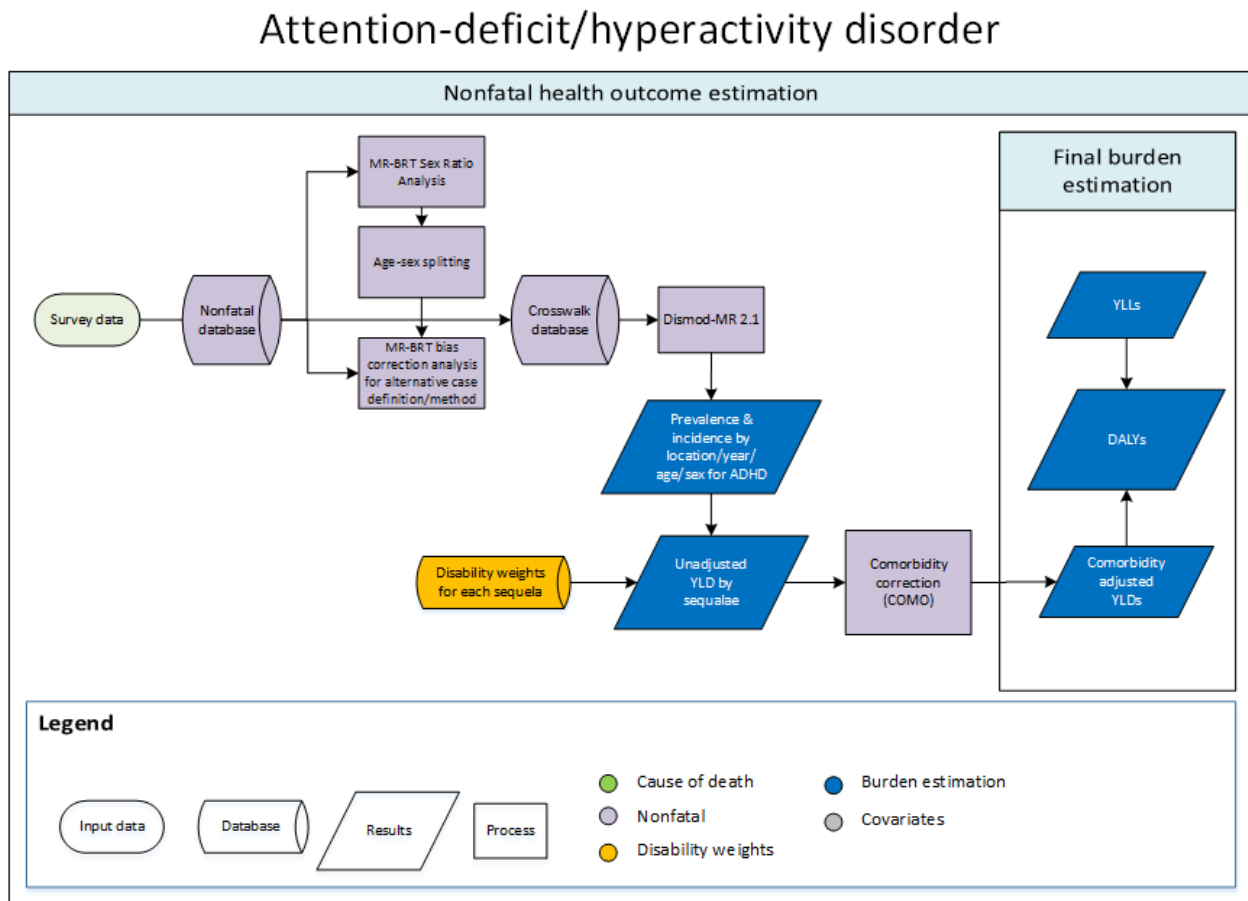 Attention-deficit/hyperactivity disorder
Nonfatal health outcome estimation
MR-BRT Sex Ratio
Analysis
Final burden
estimation
Age-sex splitting
Survey data
Nonfatal
database
Crosswalk
database
Dismod-MR 2.1
YLLs
MR-BRT bias
correction analysis
for alternative case
definition/method
Prevalence &
incidence by
location/year/
age/sex for ADHD
DALYs
Disability weights
for each sequela
Unadjusted
YLD by
sequalae
Comorbidity
correction
(COMO)
Comorbidity
adjusted
YLDs
Legend
Input data
Database
Results
Process
Cause of death
Nonfatal
Disability weights
Burden estimation
Covariates